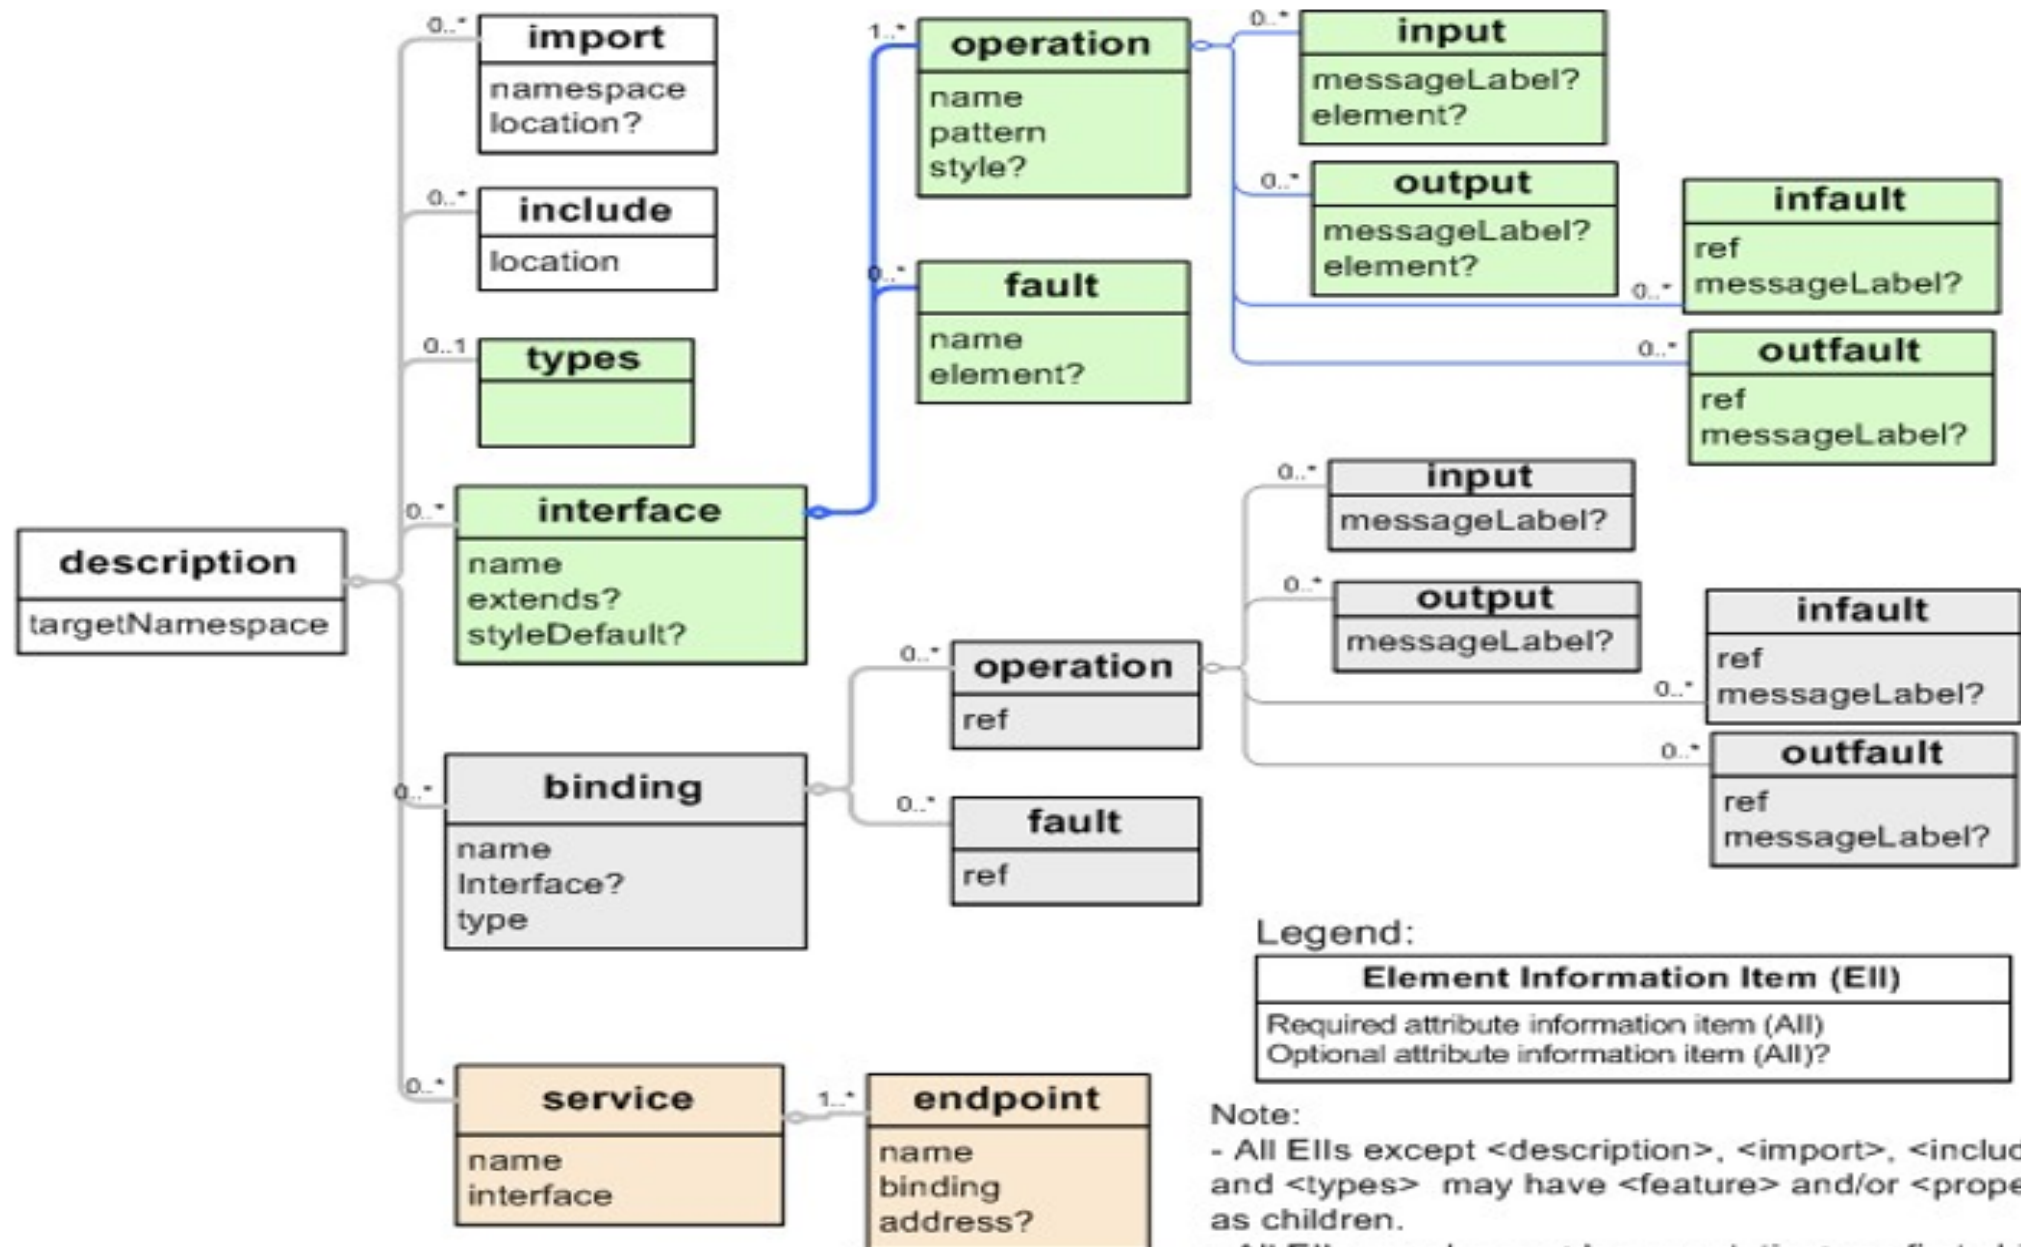 0..*
import
namespace
location?
0..*
include
location
0..1
types
0..*
interface
name
extends?
styleDefault?
description
targetNamespace
0..*
binding
name
Interface?
type
0..*
service
name
interface
1..*
endpoint
name
binding
address?
1..*
operation
name
pattern
style?
0..*
fault
name
element?
0..*
input
messageLabel?
element?
0..*
output
messageLabel?
element?
0..*
infault
ref
messageLabel?
0..*
outfault
ref
messageLabel?
0..*
operation
ref
0..*
fault
ref
0..*
input
messageLabel?
0..*
output
messageLabel?
0..*
infault
ref
messageLabel?
0..*
outfault
ref
messageLabel?
Legend:
Element Information Item (EII)
Required attribute information item (AII)
Optional attribute information item (AII)?
Note:
- All EIIs except <description>, <import>, <includ
and <types> may have <feature> and/or <prope
as children.